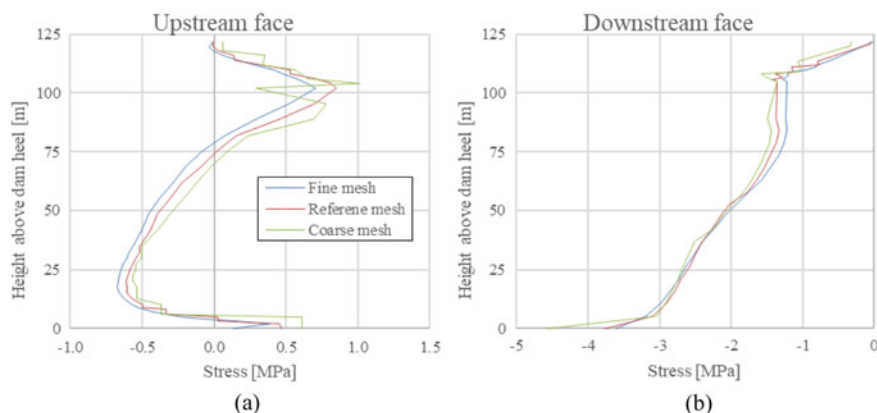 Upstream face
Height above dam heel [m]
125
100
75
50
25
0
Fine mesh
Referene mesh
Coarse mesh
-1.0 -0.5 0.0 0.5 1.0 1.5
Stress [MPa]
(a)
Downstream face
Height above dam heel [m]
125
100
75
50
25
0
-5 -4 -3 -2 -1 0
Stress [MPa]
(b)